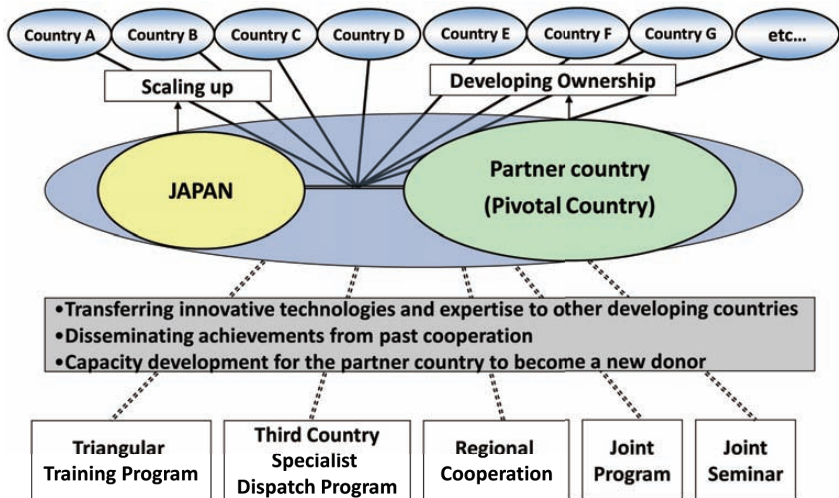 Country A
Country B
Country C
Country D
Country E
Country F
Country G
etc...
Scaling up
Developing Ownership
JAPAN
Partner country
(Pivotal Country)
•Transferring innovative technologies and expertise to other developing countries
•Disseminating achievements from past cooperation
•Capacity development for the partner country to become a new donor
Triangular
Training Program
Third Country
Specialist
Dispatch Program
Regional
Cooperation
Joint
Program
Joint
Seminar